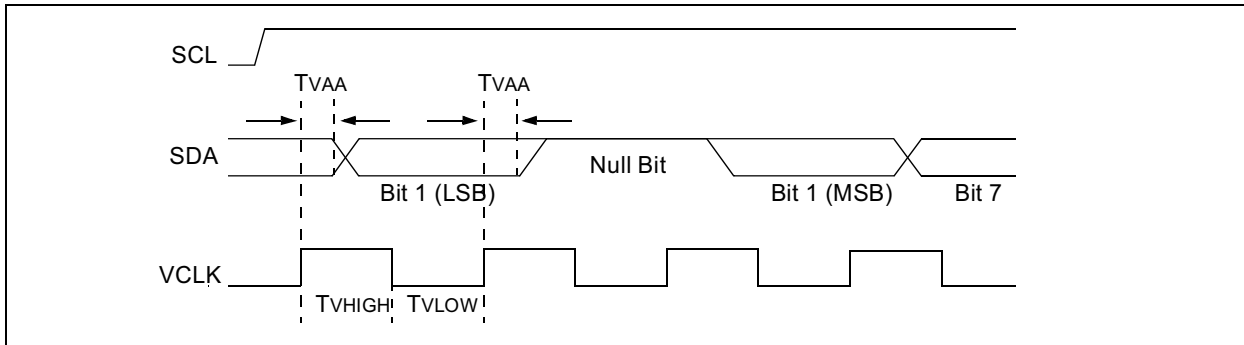 SCL
TVAA TVAA
SDA
Null Bit
Bit 1 (LSB) Bit 1 (MSB) Bit 7
VCLK
TVHIGH TVLOW